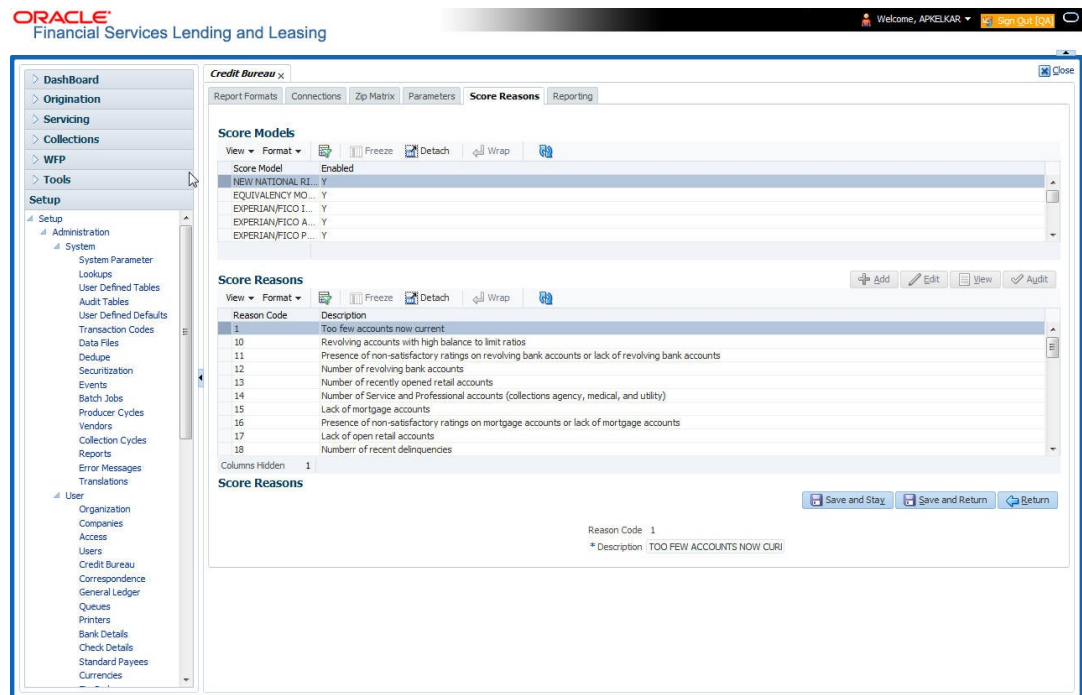 ORACLE
Financial Services Lending and Leasing
Welcome, APKELKAR
Sign Out [QA]
DashBoard
Origination
Servicing
Collections
WFP
Tools
Setup
Setup
Administration
System
System Parameter
Lookups
User Defined Tables
Audit Tables
User Defined Defaults
Transaction Codes
Data Files
Dedupe
Securitization
Events
Batch Jobs
Producer Cycles
Vendors
Collection Cycles
Reports
Error Messages
Translations
User
Organization
Companies
Access
Users
Credit Bureau
Correspondence
General Ledger
Queues
Printers
Bank Details
Check Details
Standard Payees
Currencies
Credit Bureau
Close
Report Formats Connections Zip Matrix Parameters Score Reasons Reporting
Score Models
View Format Freeze Detach Wrap
Score Model Enabled
NEW NATIONAL RI... Y
EQUIVALENCY MO... Y
EXPERIAN/FICO I... Y
EXPERIAN/FICO A... Y
EXPERIAN/FICO P... Y
Score Reasons
Add Edit View Audit
View Format Freeze Detach Wrap
Reason Code Description
1 Too few accounts now current
10 Revolving accounts with high balance to limit ratios
11 Presence of non-satisfactory ratings on revolving bank accounts or lack of revolving bank accounts
12 Number of revolving bank accounts
13 Number of recently opened retail accounts
14 Number of Service and Professional accounts (collections agency, medical, and utility)
15 Lack of mortgage accounts
16 Presence of non-satisfactory ratings on mortgage accounts or lack of mortgage accounts
17 Lack of open retail accounts
18 Numberr of recent delinquencies
Columns Hidden 1
Score Reasons
Save and Stay Save and Return Return
Reason Code 1
* Description TOO FEW ACCOUNTS NOW CURI